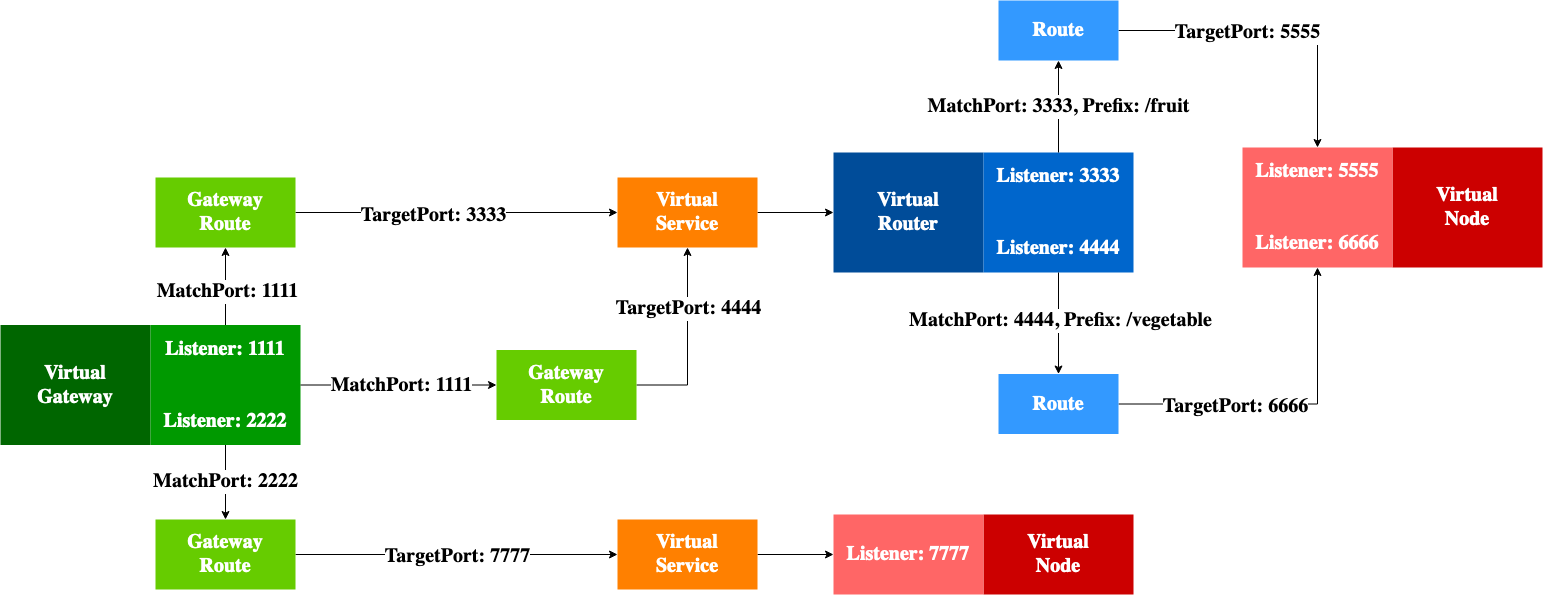 Route
TargetPort: 5555
MatchPort: 3333, Prefix: /fruit
Gateway
Route
TargetPort: 3333
Virtual
Service
Virtual
Router
Listener: 3333
Listener: 4444
Listener: 5555
Listener: 6666
Virtual
Node
MatchPort: 1111
TargetPort: 4444
MatchPort: 4444, Prefix: /vegetable
Virtual
Gateway
Listener: 1111
Listener: 2222
MatchPort: 1111
Gateway
Route
Route
TargetPort: 6666
MatchPort: 2222
Gateway
Route
TargetPort: 7777
Virtual
Service
Listener: 7777
Virtual
Node